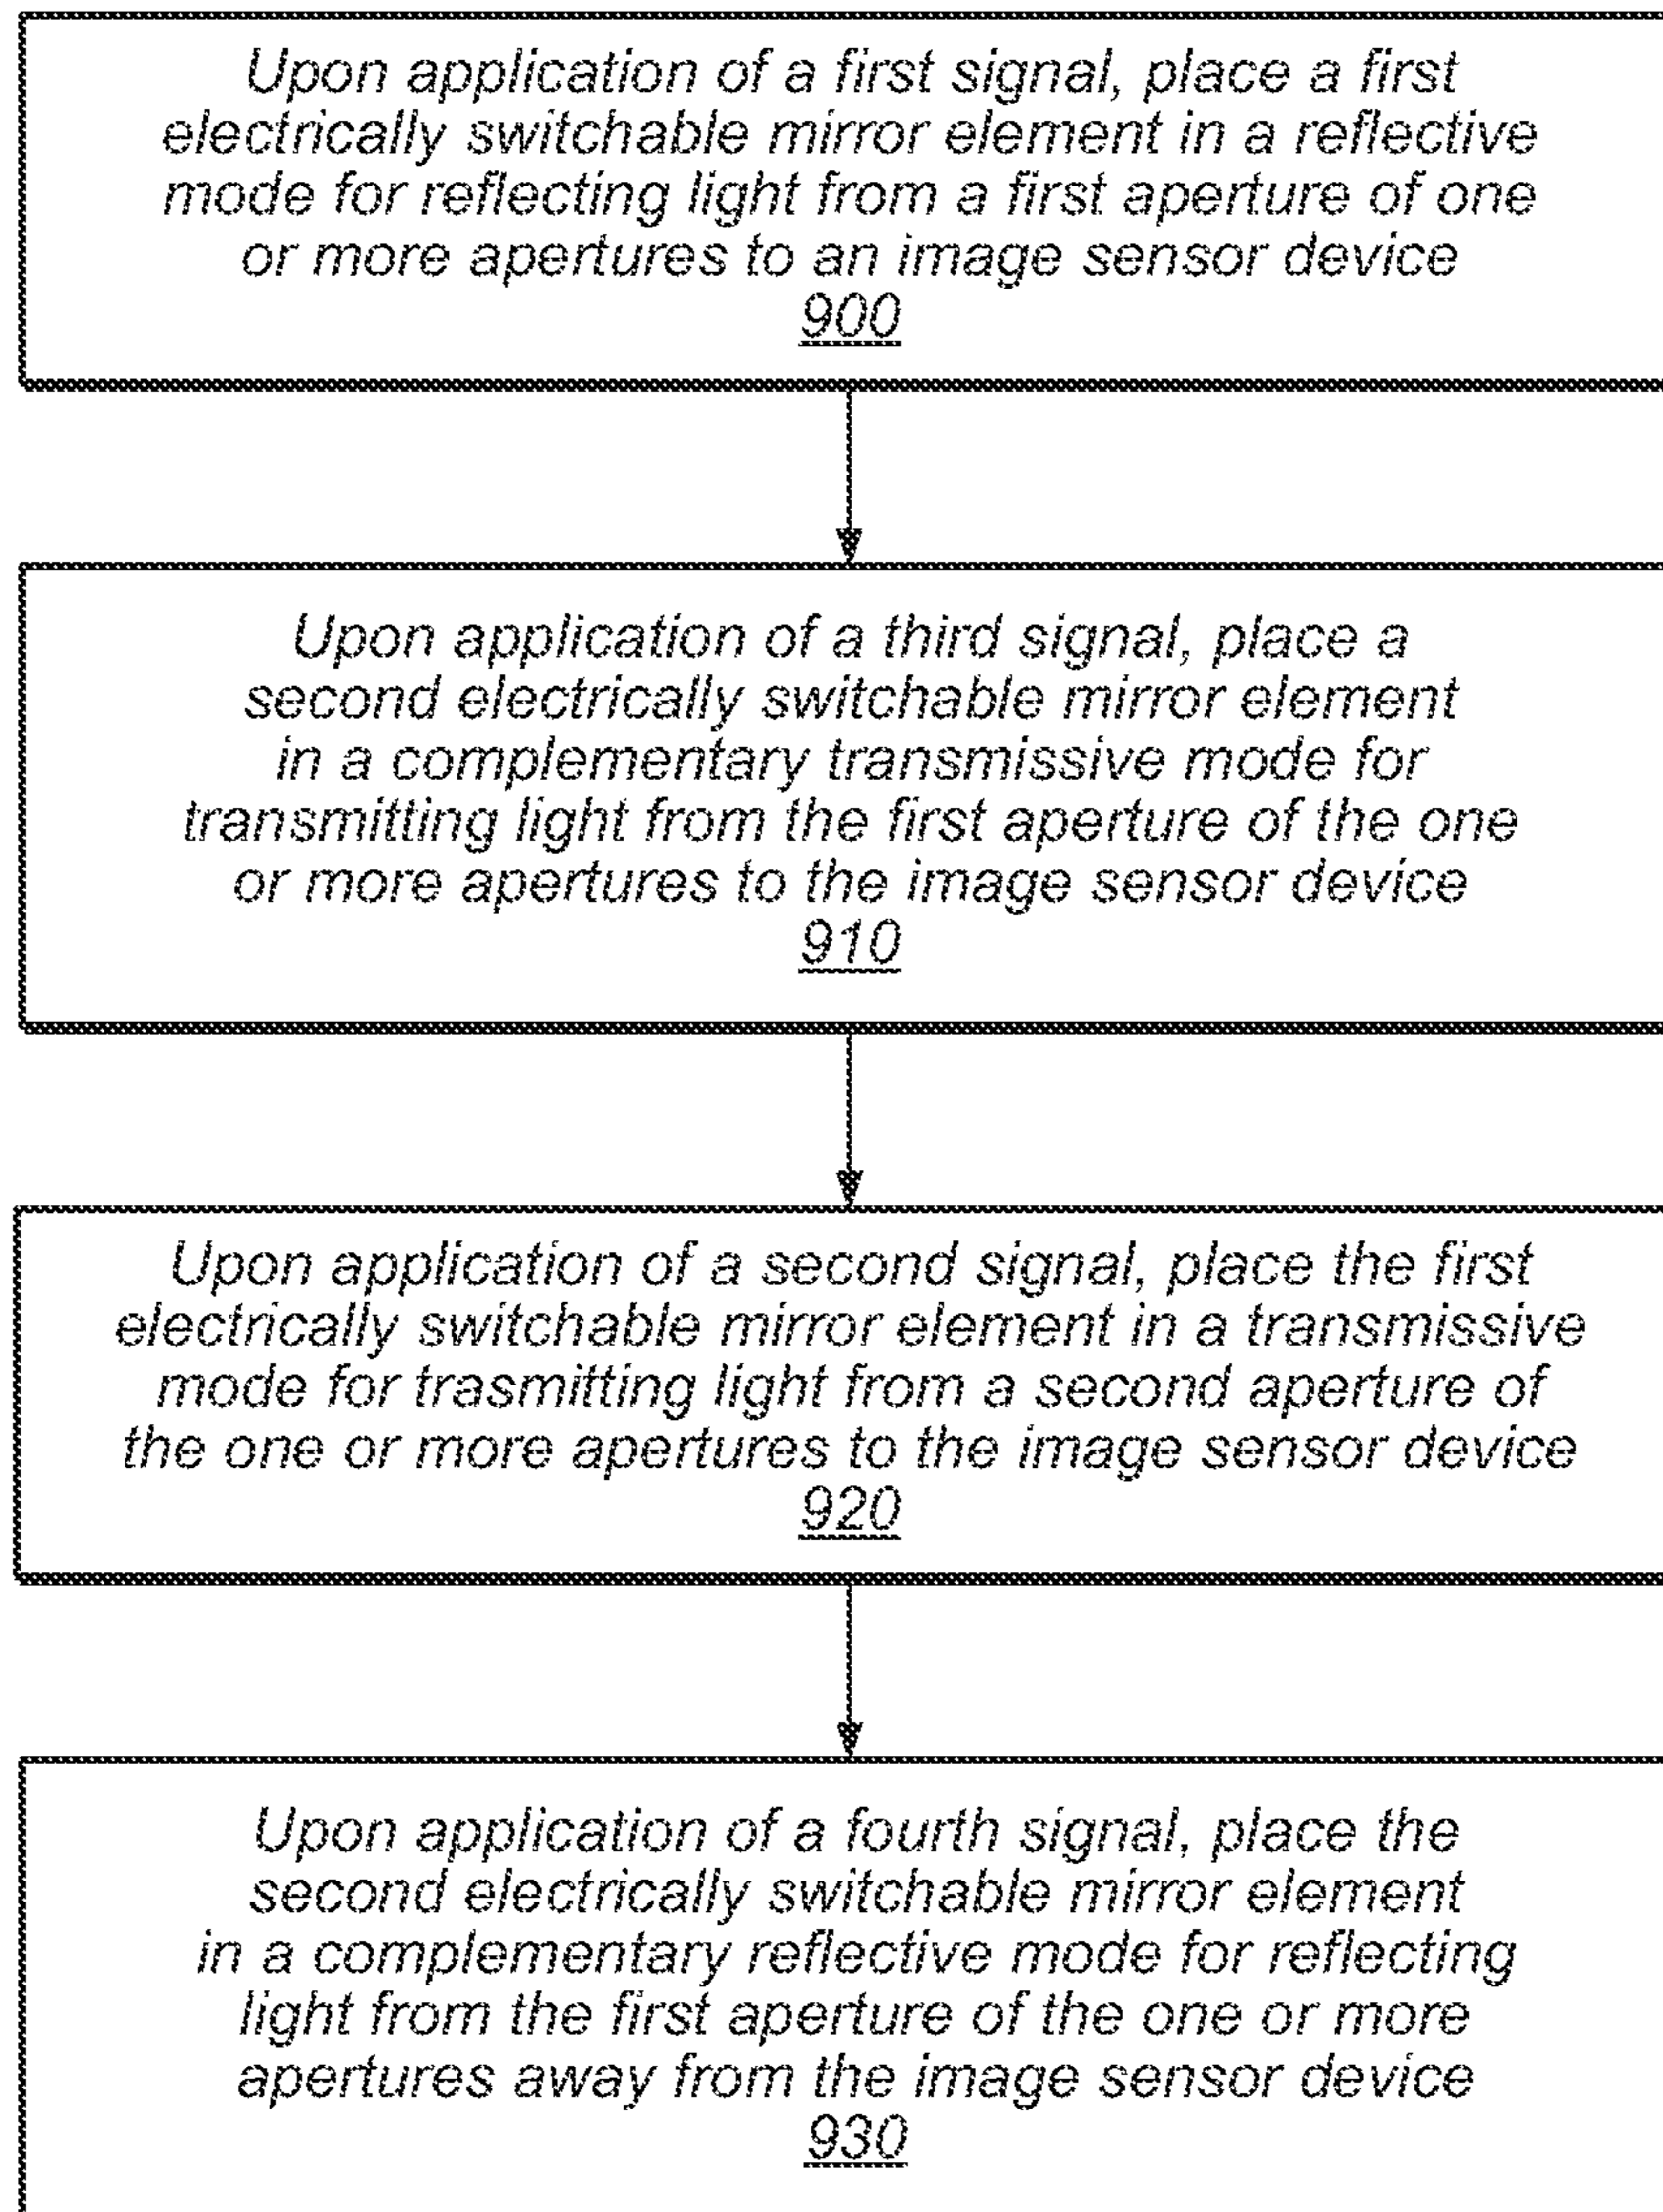 Upon application of a first signal, place a first
electrically switchable mirror element in a reflective
mode for reflecting light from a first aperture of one
or more apertures to an image sensor device
900
Upon application of a third signal, place a
second electrically switchable mirror element
in a complementary transmissive mode for
transmitting light from the first aperture of the one
or more apertures to the image sensor device
910
Upon application of a second signal, place the first
electrically switchable mirror element in a transmissive
mode for trasmitting light from a second aperture of
the one or more apertures to the image sensor device
920
Upon application of a fourth signal, place the
second electrically switchable mirror element
in a complementary reflective mode for reflecting
light from the first aperture of the one or more
apertures away from the image sensor device
930